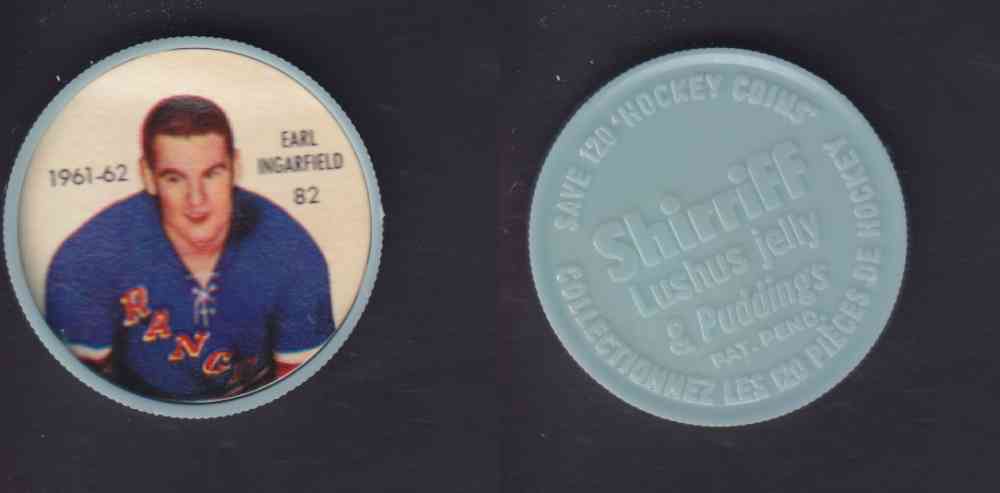 1961-62
EARL
INGARFIELD
82
RANGE
SAVE 120 "HOCKEY COINS"
Shirriff
Lushus jelly
& Puddings
PAT. PEND.
COLLECTIONNEZ LES 120 PIÈCES DE HOCKEY